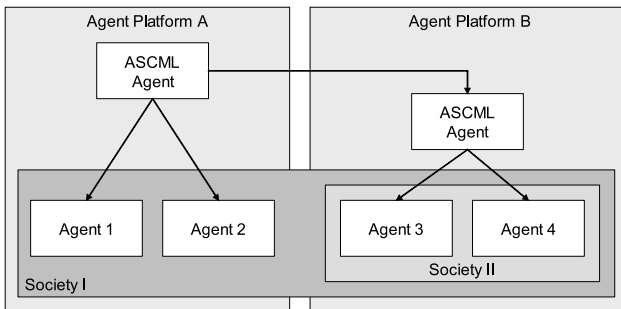 Agent Platform A
Agent Platform B
ASCML
Agent
ASCML
Agent
Agent 1
Agent 2
Agent 3
Agent 4
Society II
Society I